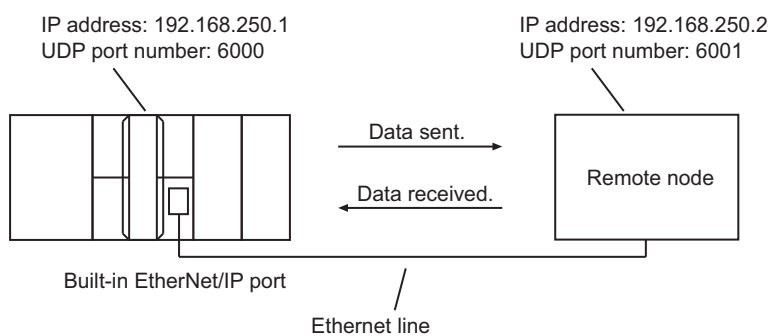 IP address: 192.168.250.1
UDP port number: 6000
IP address: 192.168.250.2
UDP port number: 6001
Data sent.
Data received.
Remote node
Built-in EtherNet/IP port
Ethernet line